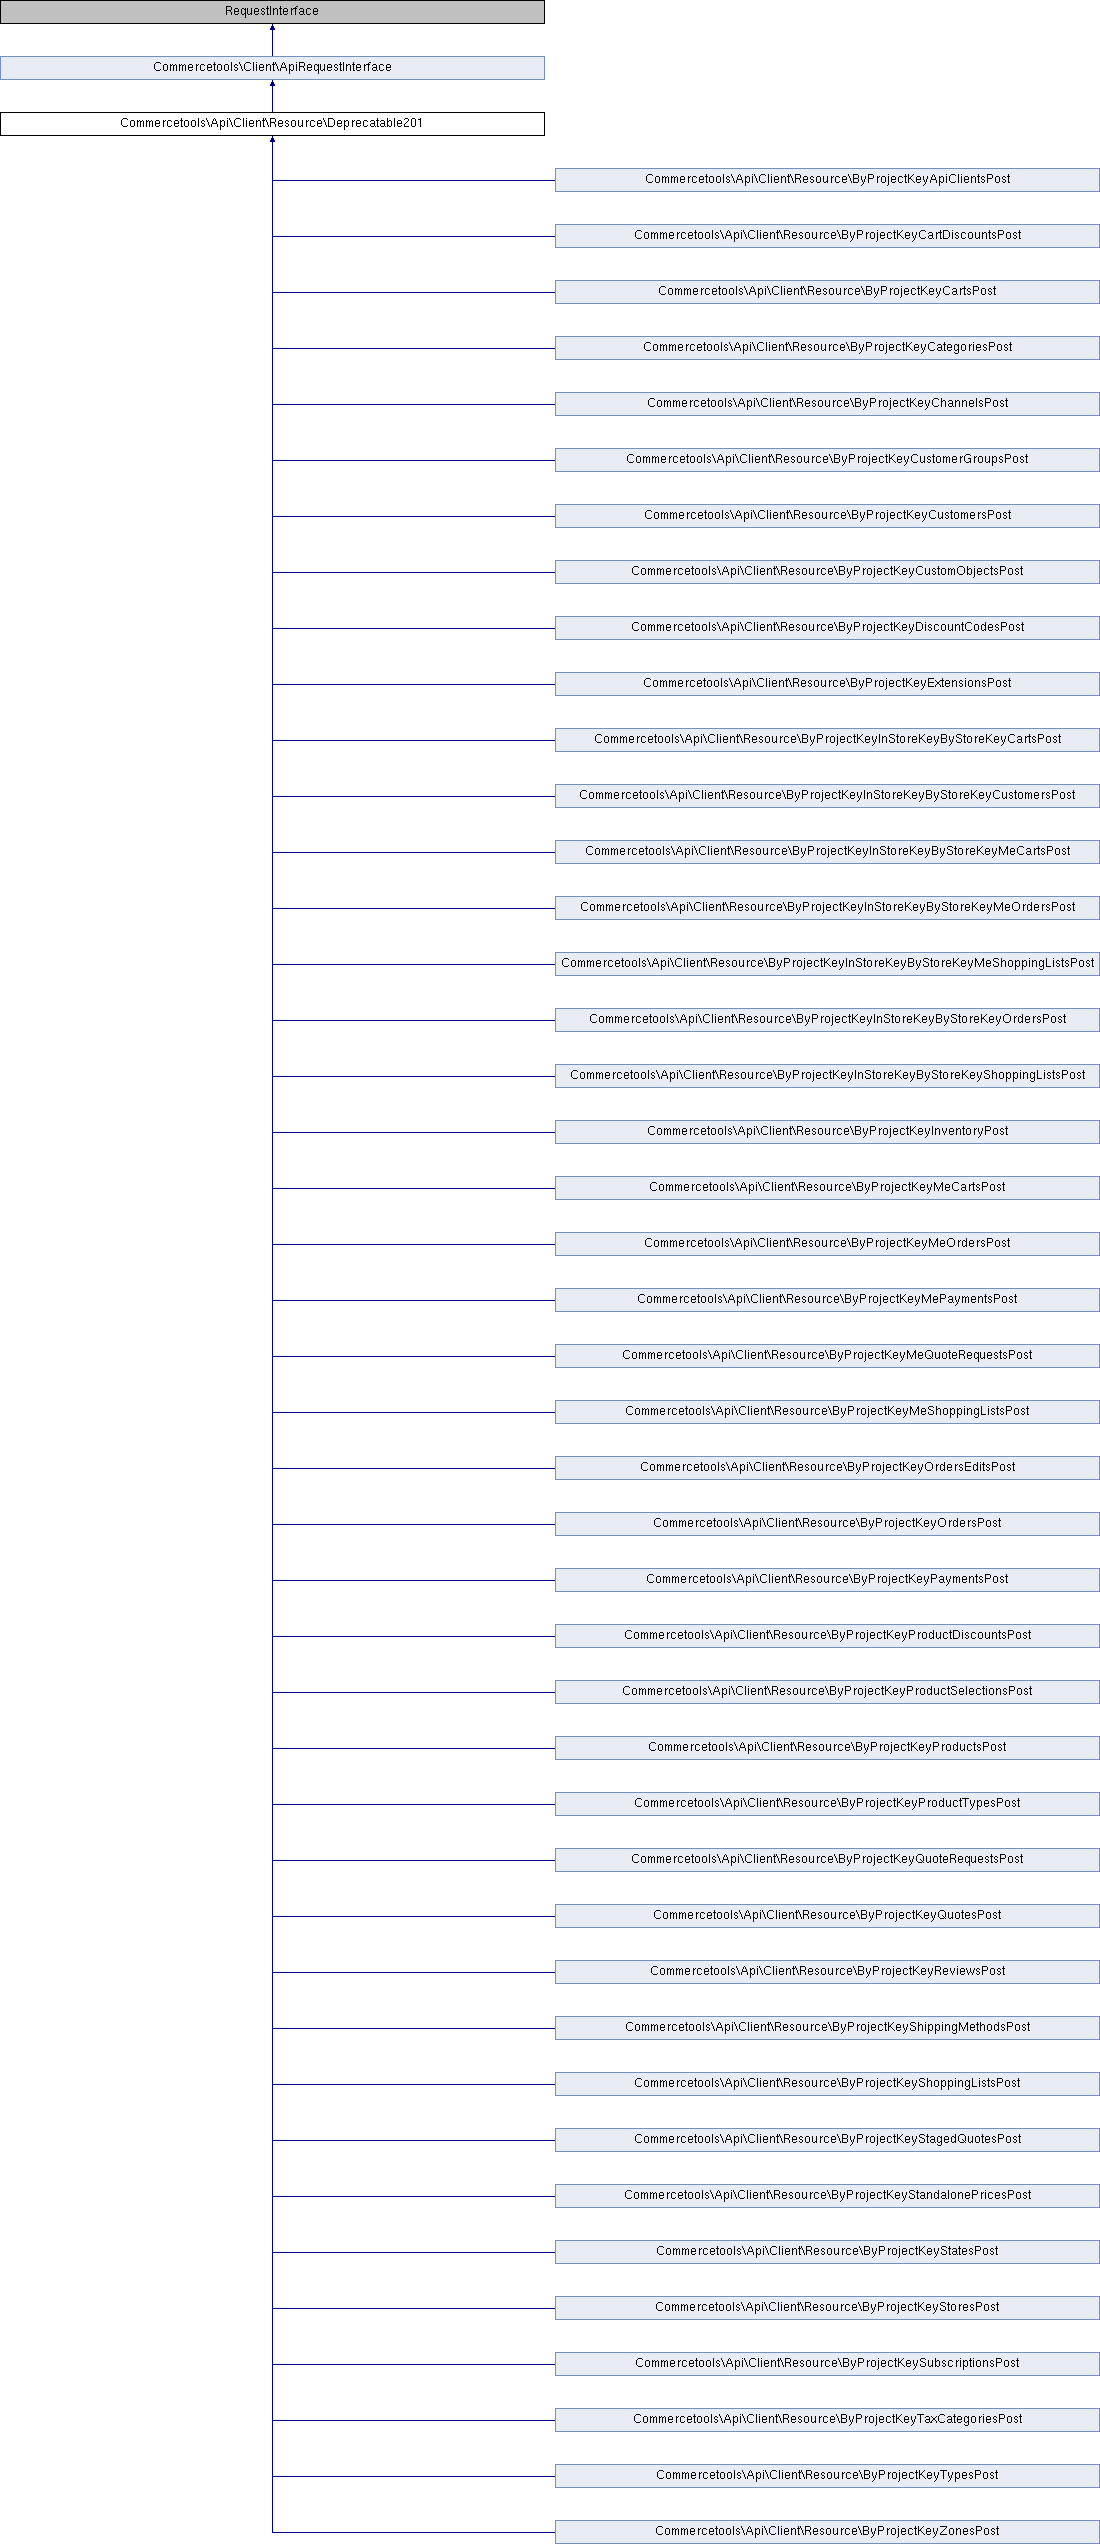 RequestInterface
Commercetools\Client\ApiRequestInterface
Commercetools\Api\Client\Resource\Deprecatable201
Commercetools\Api\Client\Resource\ByProjectKeyApiClientsPost
Commercetools\Api\Client\Resource\ByProjectKeyCartDiscountsPost
Commercetools\Api\Client\Resource\ByProjectKeyCartsPost
Commercetools\Api\Client\Resource\ByProjectKeyCategoriesPost
Commercetools\Api\Client\Resource\ByProjectKeyChannelsPost
Commercetools\Api\Client\Resource\ByProjectKeyCustomerGroupsPost
Commercetools\Api\Client\Resource\ByProjectKeyCustomersPost
Commercetools\Api\Client\Resource\ByProjectKeyCustomObjectsPost
Commercetools\Api\Client\Resource\ByProjectKeyDiscountCodesPost
Commercetools\Api\Client\Resource\ByProjectKeyExtensionsPost
Commercetools\Api\Client\Resource\ByProjectKeyInStoreKeyByStoreKeyCartsPost
Commercetools\Api\Client\Resource\ByProjectKeyInStoreKeyByStoreKeyCustomersPost
Commercetools\Api\Client\Resource\ByProjectKeyInStoreKeyByStoreKeyMeCartsPost
Commercetools\Api\Client\Resource\ByProjectKeyInStoreKeyByStoreKeyMeOrdersPost
Commercetools\Api\Client\Resource\ByProjectKeyInStoreKeyByStoreKeyMeShoppingListsPost
Commercetools\Api\Client\Resource\ByProjectKeyInStoreKeyByStoreKeyOrdersPost
Commercetools\Api\Client\Resource\ByProjectKeyInStoreKeyByStoreKeyShoppingListsPost
Commercetools\Api\Client\Resource\ByProjectKeyInventoryPost
Commercetools\Api\Client\Resource\ByProjectKeyMeCartsPost
Commercetools\Api\Client\Resource\ByProjectKeyMeOrdersPost
Commercetools\Api\Client\Resource\ByProjectKeyMePaymentsPost
Commercetools\Api\Client\Resource\ByProjectKeyMeQuoteRequestsPost
Commercetools\Api\Client\Resource\ByProjectKeyMeShoppingListsPost
Commercetools\Api\Client\Resource\ByProjectKeyOrdersEditsPost
Commercetools\Api\Client\Resource\ByProjectKeyOrdersPost
Commercetools\Api\Client\Resource\ByProjectKeyPaymentsPost
Commercetools\Api\Client\Resource\ByProjectKeyProductDiscountsPost
Commercetools\Api\Client\Resource\ByProjectKeyProductSelectionsPost
Commercetools\Api\Client\Resource\ByProjectKeyProductsPost
Commercetools\Api\Client\Resource\ByProjectKeyProductTypesPost
Commercetools\Api\Client\Resource\ByProjectKeyQuoteRequestsPost
Commercetools\Api\Client\Resource\ByProjectKeyQuotesPost
Commercetools\Api\Client\Resource\ByProjectKeyReviewsPost
Commercetools\Api\Client\Resource\ByProjectKeyShippingMethodsPost
Commercetools\Api\Client\Resource\ByProjectKeyShoppingListsPost
Commercetools\Api\Client\Resource\ByProjectKeyStagedQuotesPost
Commercetools\Api\Client\Resource\ByProjectKeyStandalonePricesPost
Commercetools\Api\Client\Resource\ByProjectKeyStatesPost
Commercetools\Api\Client\Resource\ByProjectKeyStoresPost
Commercetools\Api\Client\Resource\ByProjectKeySubscriptionsPost
Commercetools\Api\Client\Resource\ByProjectKeyTaxCategoriesPost
Commercetools\Api\Client\Resource\ByProjectKeyTypesPost
Commercetools\Api\Client\Resource\ByProjectKeyZonesPost